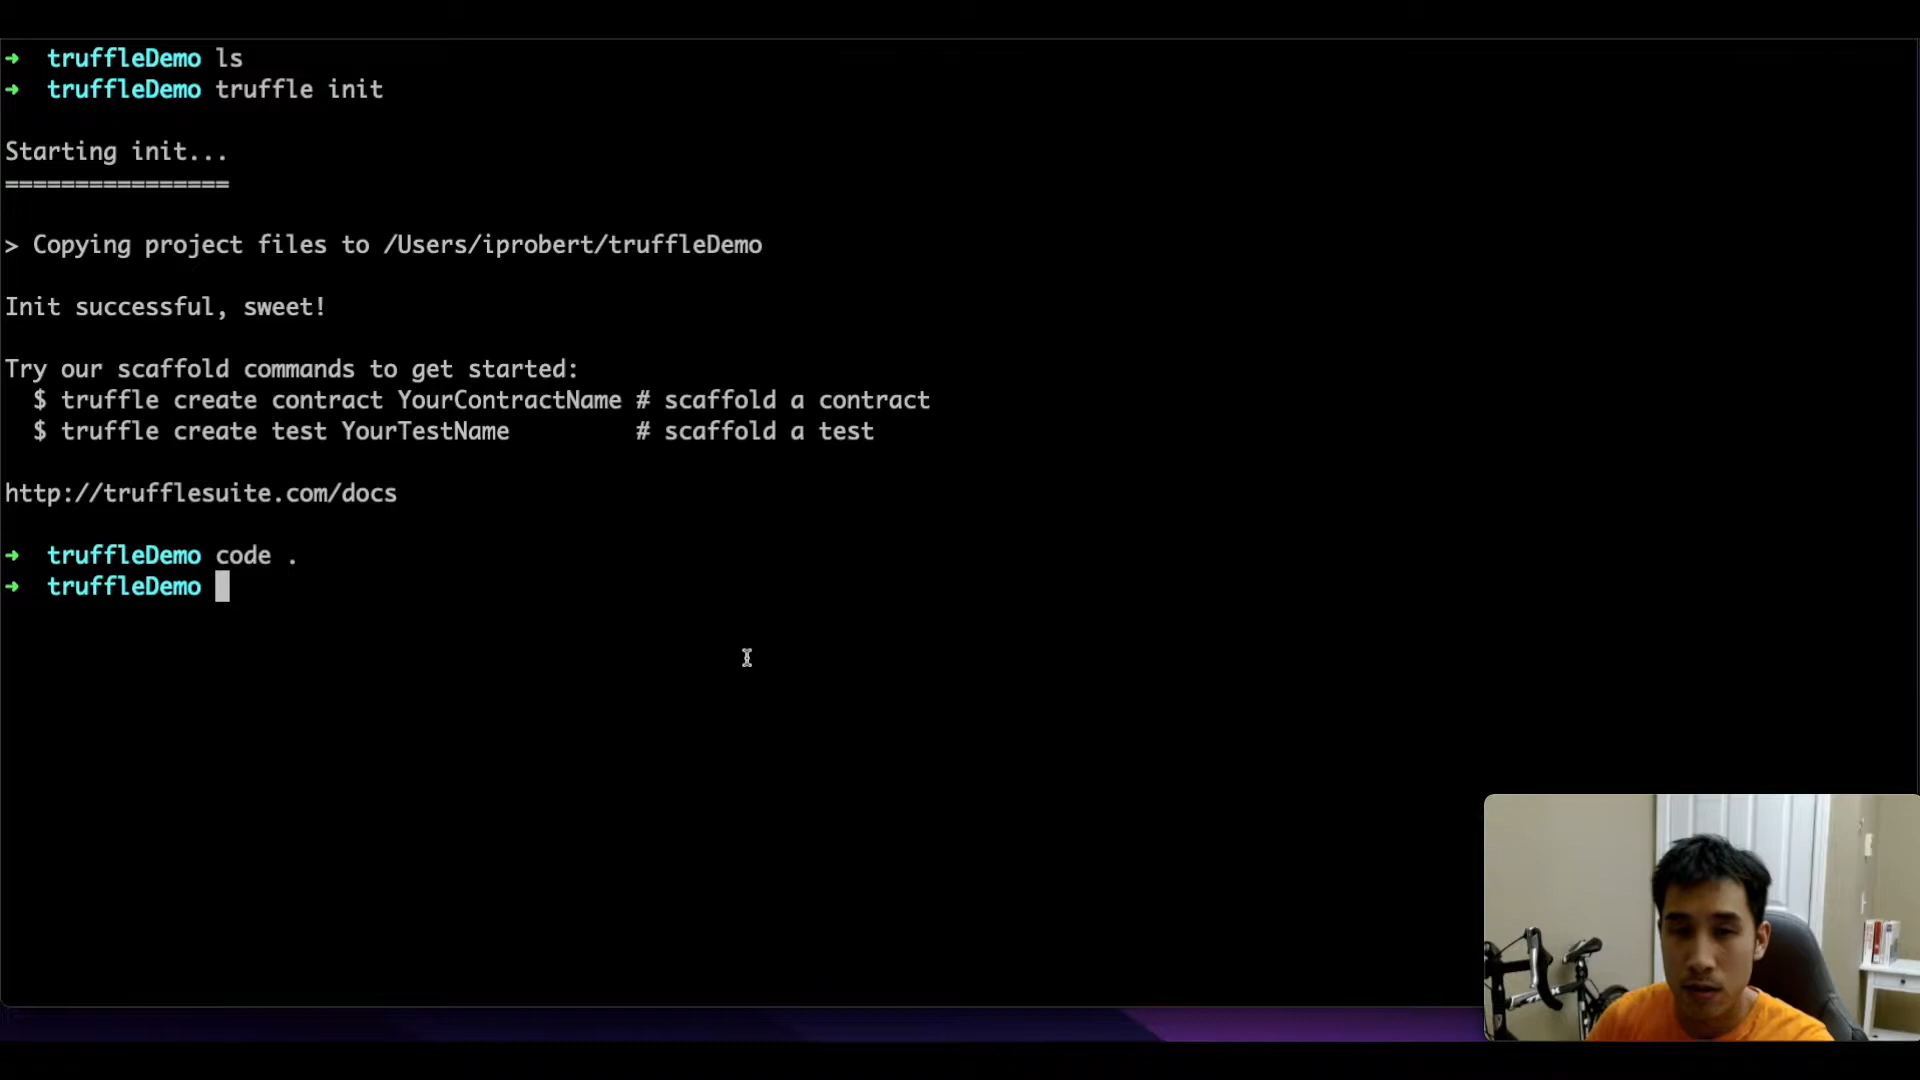 ➜ truffleDemo ls
➜ truffleDemo truffle init
Starting init...
================
> Copying project files to /Users/iprobert/truffleDemo
Init successful, sweet!
Try our scaffold commands to get started:
$ truffle create contract YourContractName # scaffold a contract
$ truffle create test YourTestName # scaffold a test
http://trufflesuite.com/docs
➜ truffleDemo code .
➜ truffleDemo